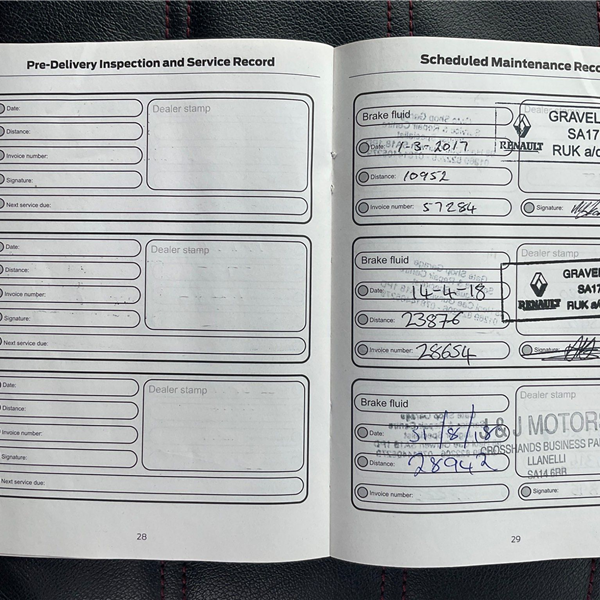 Pre-Delivery Inspection and Service Record
Date:
Dealer stamp
Distance:
Invoice number:
Signature:
Next service due:
Date:
Dealer stamp
Distance:
Invoice number:
Signature:
Next service due:
Date:
Dealer stamp
Distance:
Invoice number:
Signature:
Next service due:
28
Scheduled Maintenance Reco
Brake fluid
Date: 1-3-2017
Distance: 10952
Invoice number: 57284
Signature:
RENAULT
GRAVEL
SA17
RUK a/c
Brake fluid
Date: 14-4-18
Distance: 23876
Invoice number: 28654
Signature:
Dealer stamp
RENAULT
GRAVE
SA17
RUK a/
Brake fluid
Date: 31/8/18
Distance: 28942
Invoice number:
Signature:
Dealer stamp
& J MOTORS
CROSSHANDS BUSINESS PA
LLANELLI
SA14 6RB
29